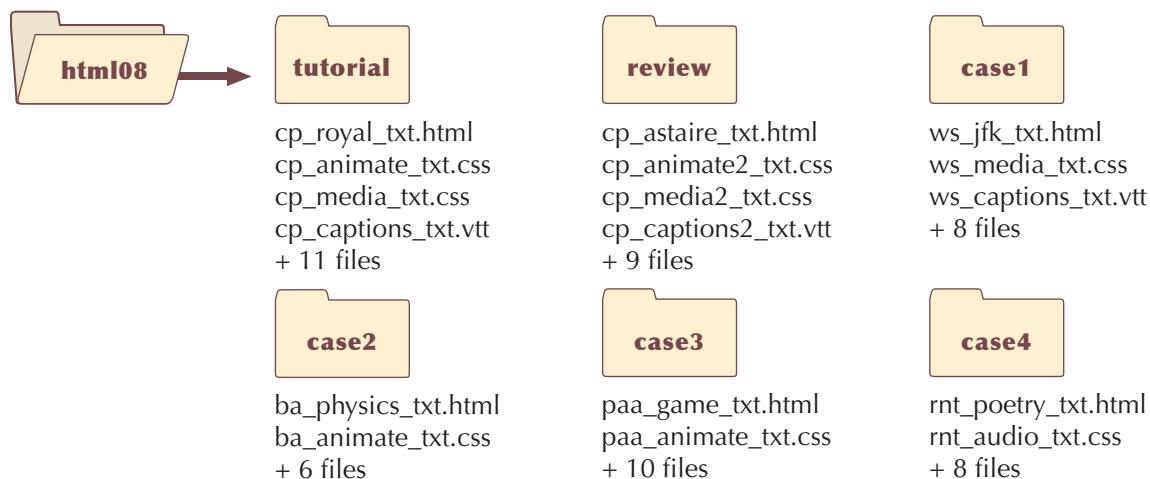 html08
tutorial
cp_royal_txt.html
cp_animate_txt.css
cp_media_txt.css
cp_captions_txt.vtt
+ 11 files
review
cp_astaire_txt.html
cp_animate2_txt.css
cp_media2_txt.css
cp_captions2_txt.vtt
+ 9 files
case1
ws_jfk_txt.html
ws_media_txt.css
ws_captions_txt.vtt
+ 8 files
case2
ba_physics_txt.html
ba_animate_txt.css
+ 6 files
case3
paa_game_txt.html
paa_animate_txt.css
+ 10 files
case4
rnt_poetry_txt.html
rnt_audio_txt.css
+ 8 files